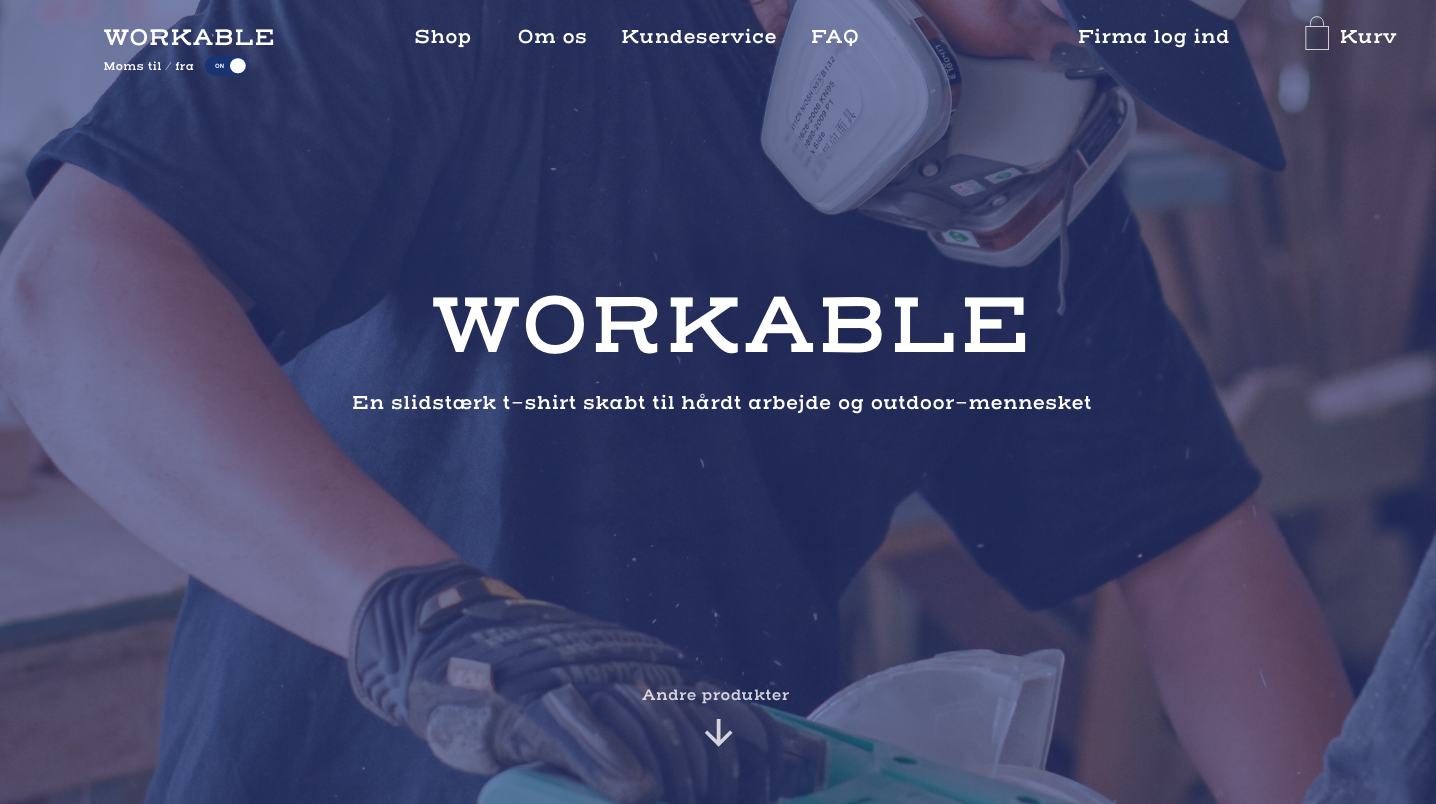 WORKABLE
Shop
Om os
Kundeservice
FAQ
Firma log ind
Kurv
Moms til / fra
ON
WORKABLE
En slidstærk t-shirt skabt til hårdt arbejde og outdoor-mennesket
Andre produkter